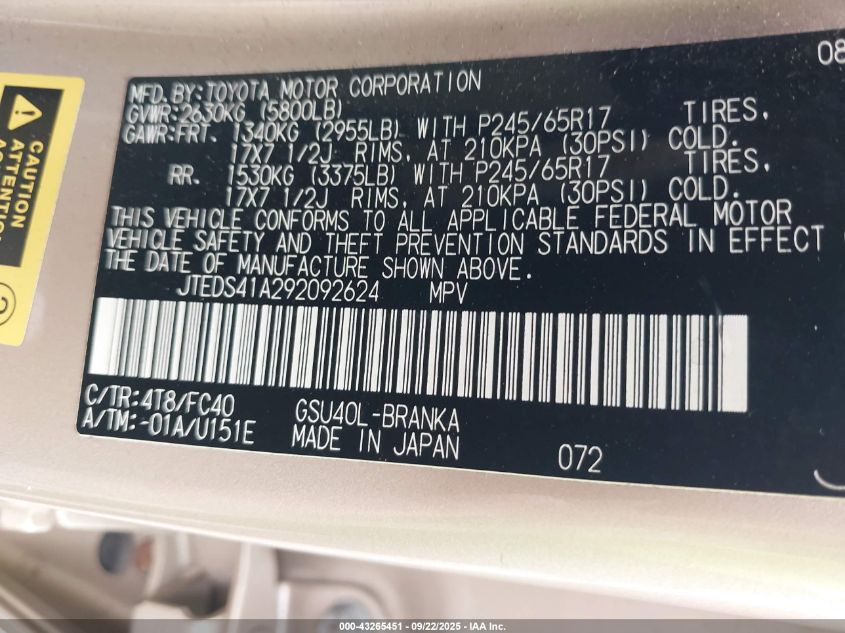 08
MFD. BY: TOYOTA MOTOR CORPORATION
GVWR: 2630KG (5800LB)
GAWR: FRT. 1340KG (2955LB) WITH P245/65R17 TIRES,
17X7 1/2J RIMS, AT 210KPA (30PSI) COLD.
RR. 1530KG (3375LB) WITH P245/65R17 TIRES,
17X7 1/2J RIMS, AT 210KPA (30PSI) COLD.
THIS VEHICLE CONFORMS TO ALL APPLICABLE FEDERAL MOTOR
VEHICLE SAFETY AND THEFT PREVENTION STANDARDS IN EFFECT
THE DATE OF MANUFACTURE SHOWN ABOVE.
JTEDS41A292092624 MPV
C/TR: 4T8/FC40 GSU40L-BRANKA
A/TM: -01A/U151E MADE IN JAPAN
072
CAUTION
ATTENTION
000-43265451 - 09/22/2025 - IAA Inc.